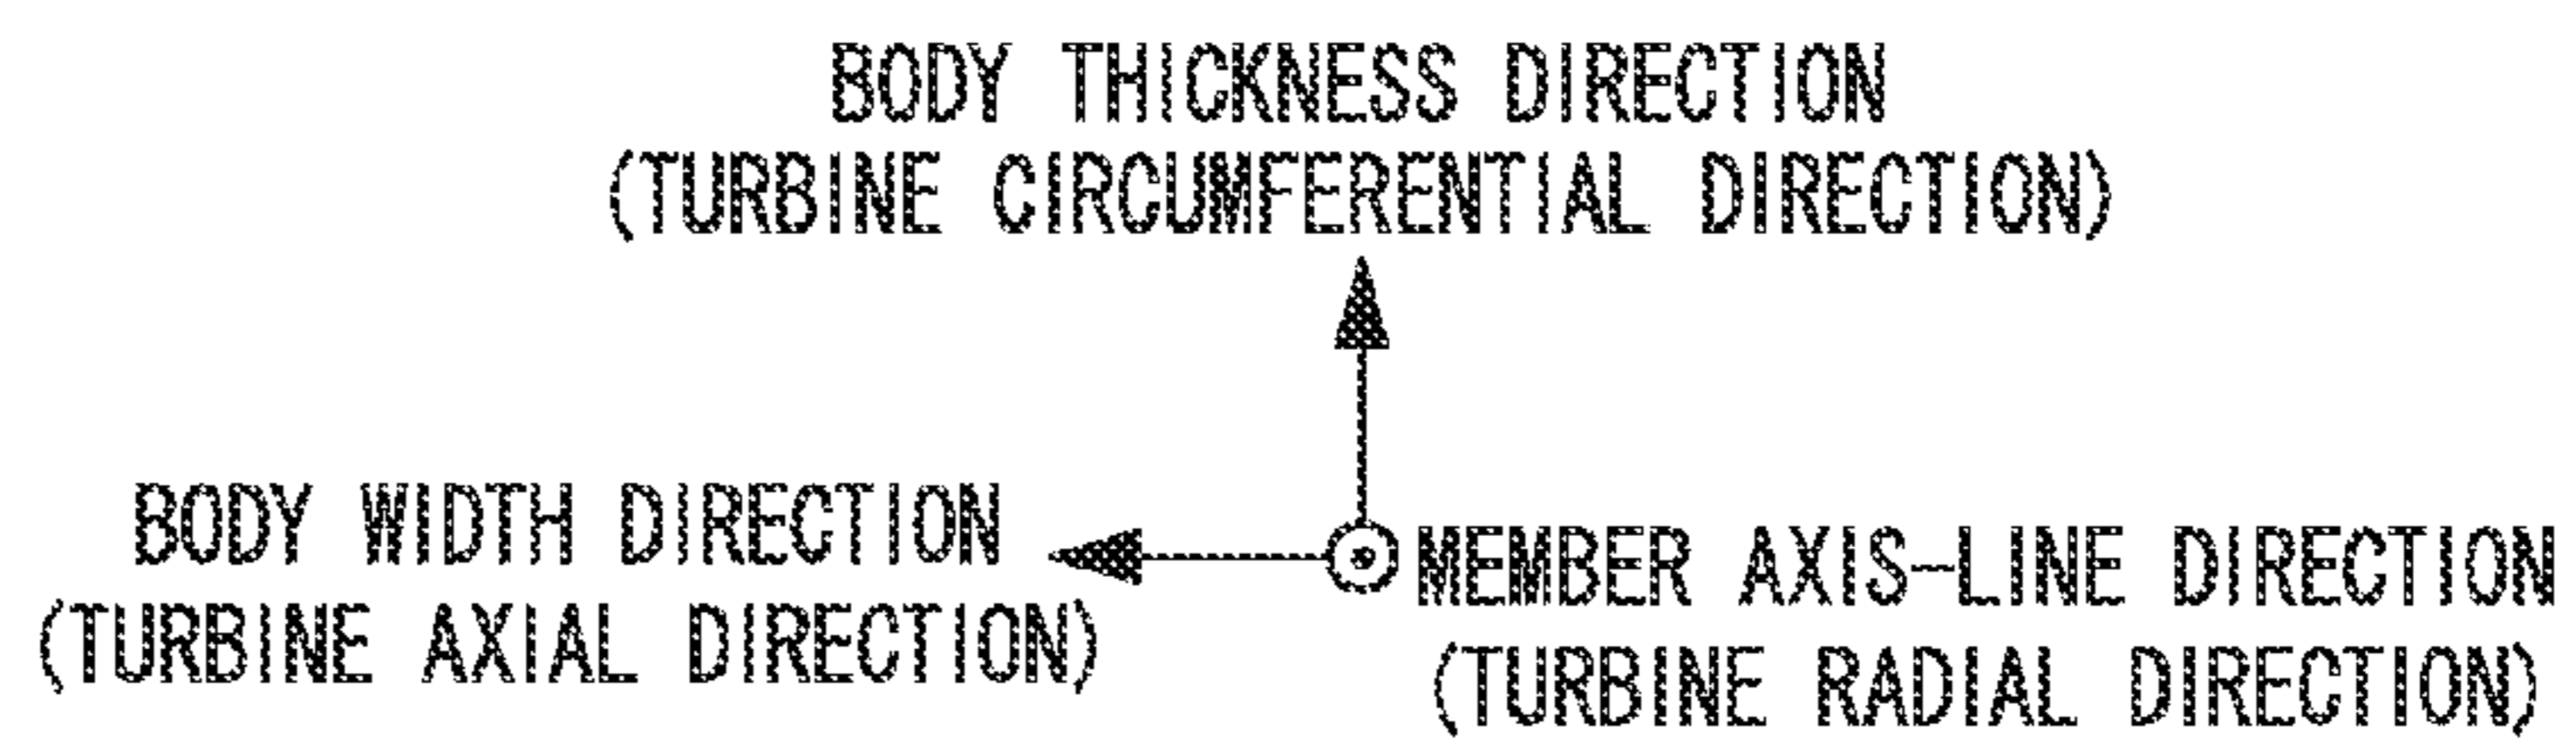 BODY THICKNESS DIRECTION
(TURBINE CIRCUMFERENTIAL DIRECTION)
BODY WIDTH DIRECTION
(TURBINE AXIAL DIRECTION)
MEMBER AXIS-LINE DIRECTION
(TURBINE RADIAL DIRECTION)